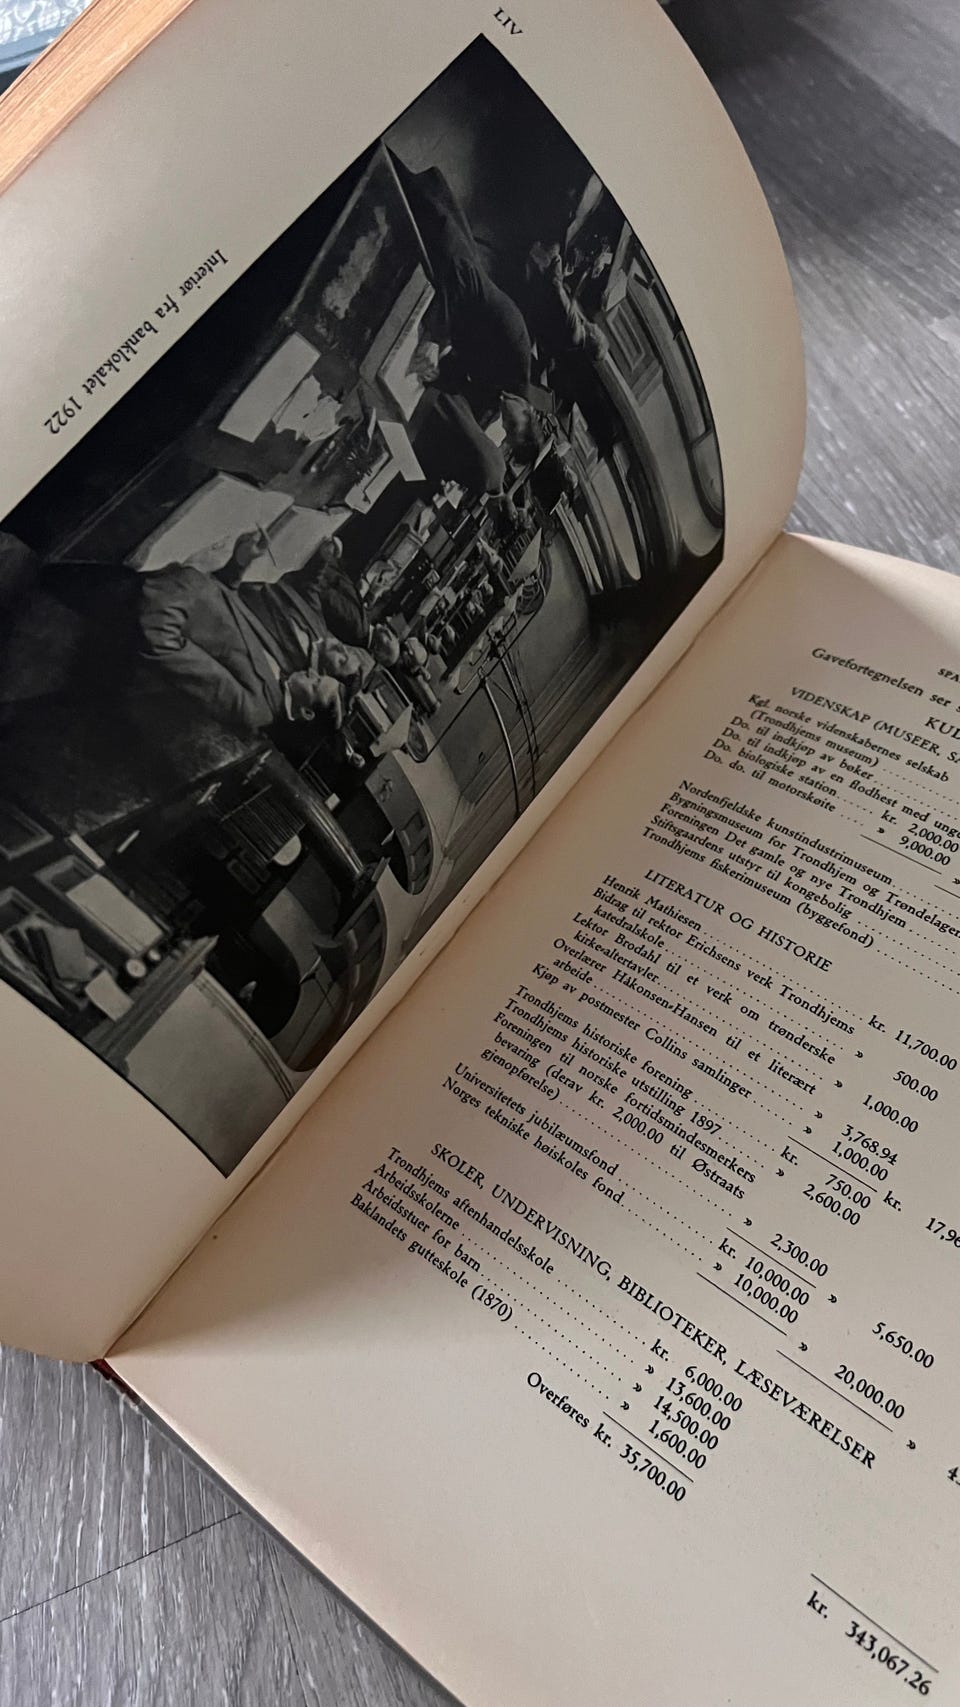 LIV
Interiør fra banklokalet 1922
SPA
Gavefortegnelsen ser
KUL
VIDENSKAP (MUSEER, SA
Kgl. norske videnskabernes selskab
(Trondhjems museum) ..........
Do. til indkjøp av bøker ..........
Do. til indkjøp av en flodhest med unge
Do. biologiske station ...... kr. 2,000.00
Do. do. til motorskøite .... » 9,000.00
»
Nordenfjeldske kunstindustrimuseum ......
Bygningsmuseum for Trondhjem og Trøndelagen
Foreningen Det gamle og nye Trondhjem
Stiftsgaardens utstyr til kongebolig ..........
Trondhjems fiskerimuseum (byggefond) ......
LITERATUR OG HISTORIE
Henrik Mathiesen .................... kr. 11,700.00
Bidrag til rektor Erichsens verk Trondhjems
katedralskole .................... » 500.00
Lektor Brodahl til et verk om trønderske
kirke-altertavler .................... » 1,000.00
Overlærer Håkonsen-Hansen til et literært
arbeide .................... » 3,768.94
Kjøp av postmester Collins samlinger ...... » 1,000.00
kr. 17,96
Trondhjems historiske forening .......... kr. 750.00
Trondhjems historiske utstilling 1897 ...... » 2,600.00
Foreningen til norske fortidsmindesmerkers
bevaring (derav kr. 2,000.00 til Østraats
gjenopførelse) .................... » 2,300.00
» 5,650.00
Universitetets jubilæumsfond .......... kr. 10,000.00
Norges tekniske høiskoles fond .......... » 10,000.00
» 20,000.00
» 4
SKOLER, UNDERVISNING, BIBLIOTEKER, LÆSEVÆRELSER
Trondhjems aftenhandelsskole .......... kr. 6,000.00
Arbeidsskolerne .................... » 13,600.00
Arbeidsstuer for barn .................... » 14,500.00
Baklandets gutteskole (1870) .......... » 1,600.00
Overføres kr. 35,700.00
kr. 343,067.26